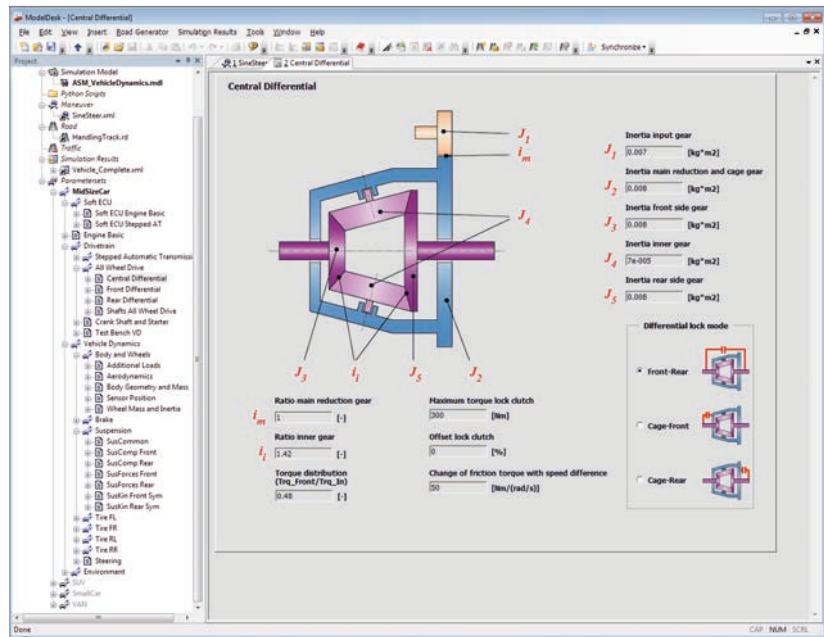 ModelDesk - [Central Differential]
File Edit View Insert Road Generator Simulation Results Tools Window Help
Synchronize
Project
1 SineSteer 2 Central Differential
Simulation Model
ASM_VehicleDynamics.mdl
Python Scripts
Maneuver
SineSteer.xml
Road
HandlingTrack.rd
Traffic
Simulation Results
Vehicle_Complete.xml
Parametersets
MidSizeCar
Soft ECU
Soft ECU Engine Basic
Soft ECU Stepped AT
Engine Basic
Drivetrain
Stepped Automatic Transmissi
All Wheel Drive
Central Differential
Front Differential
Rear Differential
Shafts All Wheel Drive
Crank Shaft and Starter
Test Bench VD
Vehicle Dynamics
Body and Wheels
Additional Loads
Aerodynamics
Body Geometry and Mass
Sensor Position
Wheel Mass and Inertia
Brake
Suspension
SusCommon
SusComp Front
SusComp Rear
SusForces Front
SusForces Rear
SusKin Front Sym
SusKin Rear Sym
Tire FL
Tire FR
Tire RL
Tire RR
Steering
Environment
SUV
SmallCar
VAN
Central Differential
J1
im
J4
J3
ii
J5
J2
Inertia input gear
J1 0.007 [kg*m2]
Inertia main reduction and cage gear
J2 0.008 [kg*m2]
Inertia front side gear
J3 0.008 [kg*m2]
Inertia inner gear
J4 7e-005 [kg*m2]
Inertia rear side gear
J5 0.008 [kg*m2]
Differential lock mode
Front-Rear
Cage-Front
Cage-Rear
Ratio main reduction gear
im 1 [-]
Ratio inner gear
ii 1.42 [-]
Torque distribution
(Trq_Front/Trq_In)
0.48 [-]
Maximum torque lock clutch
300 [Nm]
Offset lock clutch
0 [%]
Change of friction torque with speed difference
50 [Nm/(rad/s)]
Done
CAP NUM SCRL